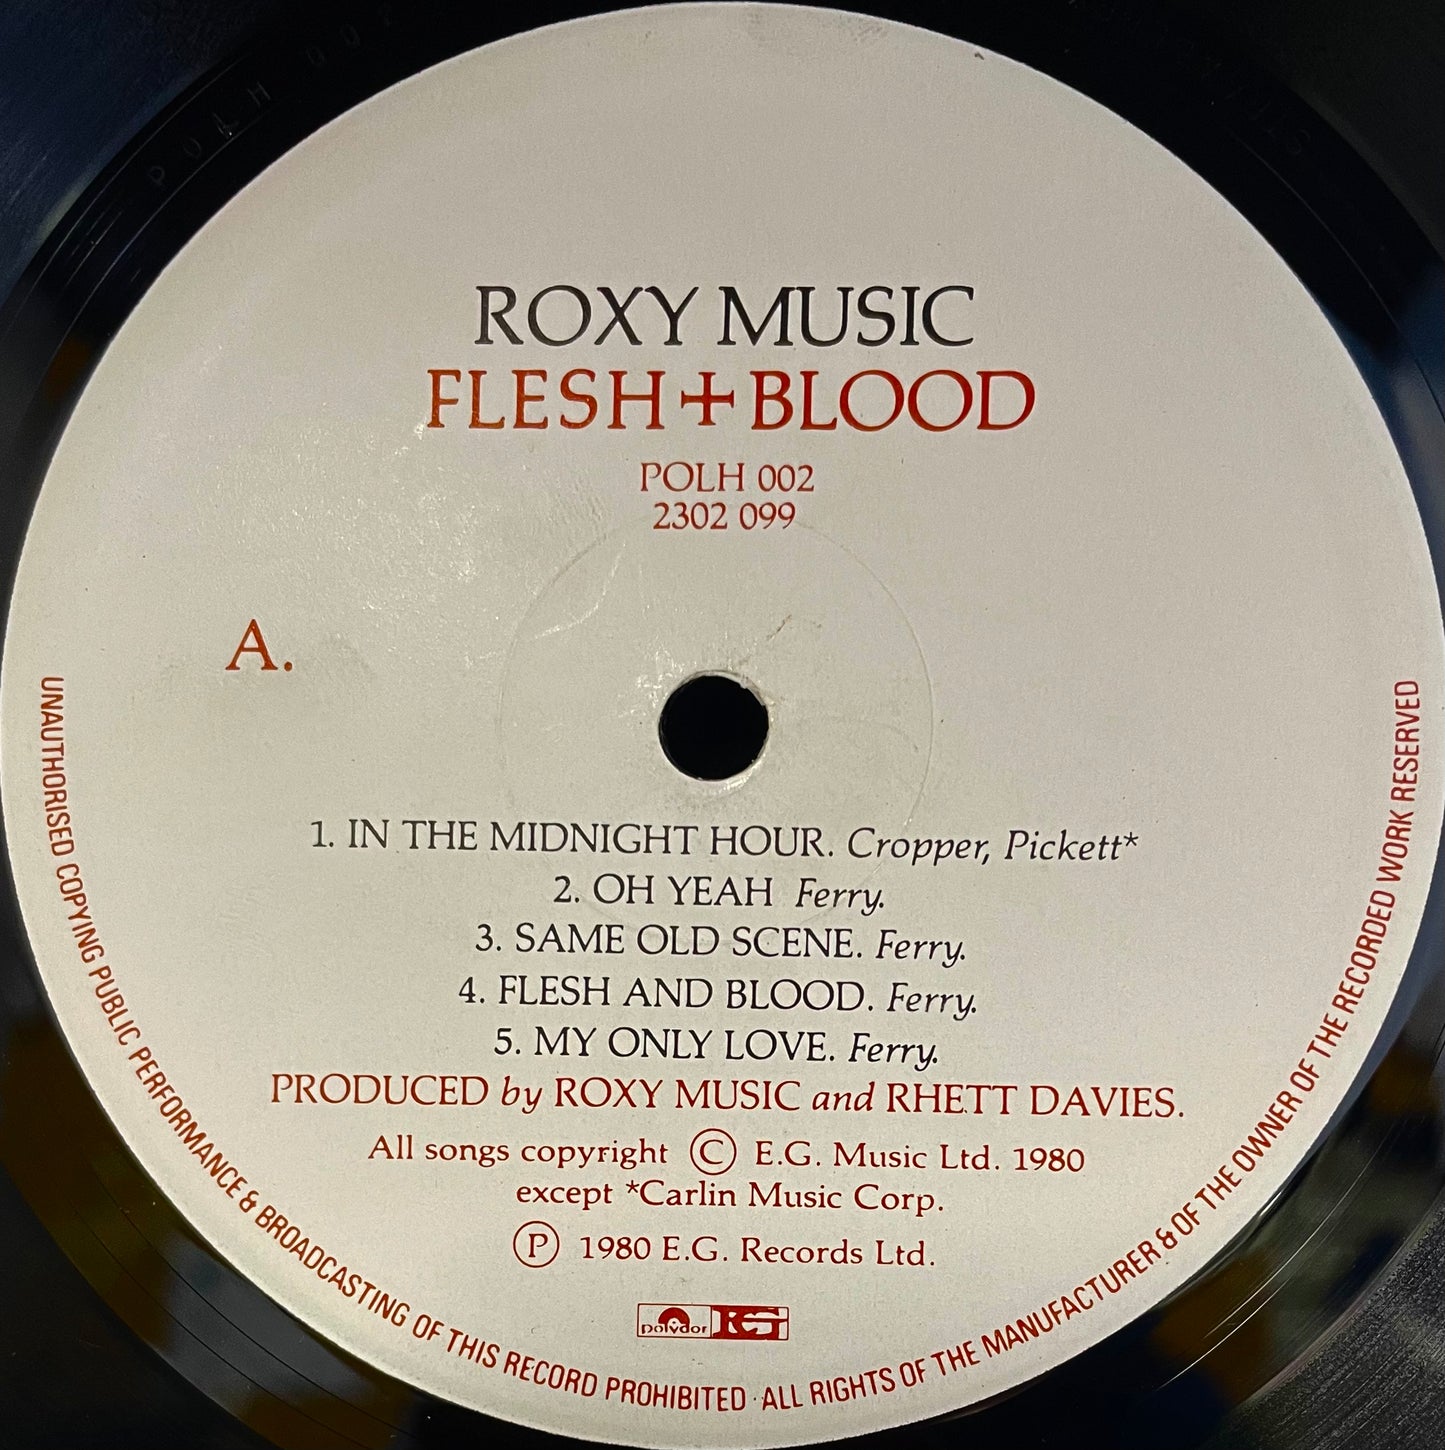 ROXY MUSIC
FLESH+BLOOD
POLH 002
2302 099
A.
1. IN THE MIDNIGHT HOUR. Cropper, Pickett*
2. OH YEAH Ferry.
3. SAME OLD SCENE. Ferry.
4. FLESH AND BLOOD. Ferry.
5. MY ONLY LOVE. Ferry.
PRODUCED by ROXY MUSIC and RHETT DAVIES.
All songs copyright Ⓒ E.G. Music Ltd. 1980
except *Carlin Music Corp.
Ⓟ 1980 E.G. Records Ltd.
polydor EG
UNAUTHORISED COPYING PUBLIC PERFORMANCE & BROADCASTING OF THIS RECORD PROHIBITED · ALL RIGHTS OF THE MANUFACTURER & OF THE OWNER OF THE RECORDED WORK RESERVED
POLH